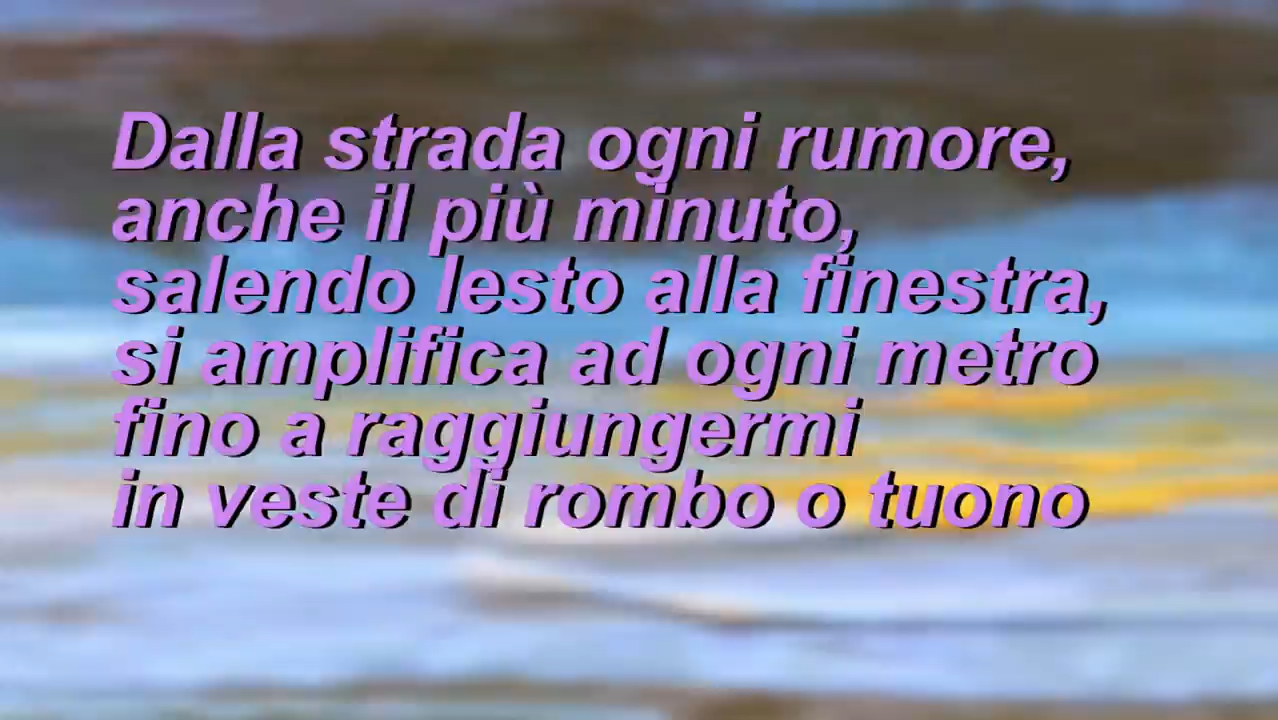 Dalla strada ogni rumore,
anche il più minuto,
salendo lesto alla finestra,
si amplifica ad ogni metro
fino a raggiungermi
in veste di rombo o tuono